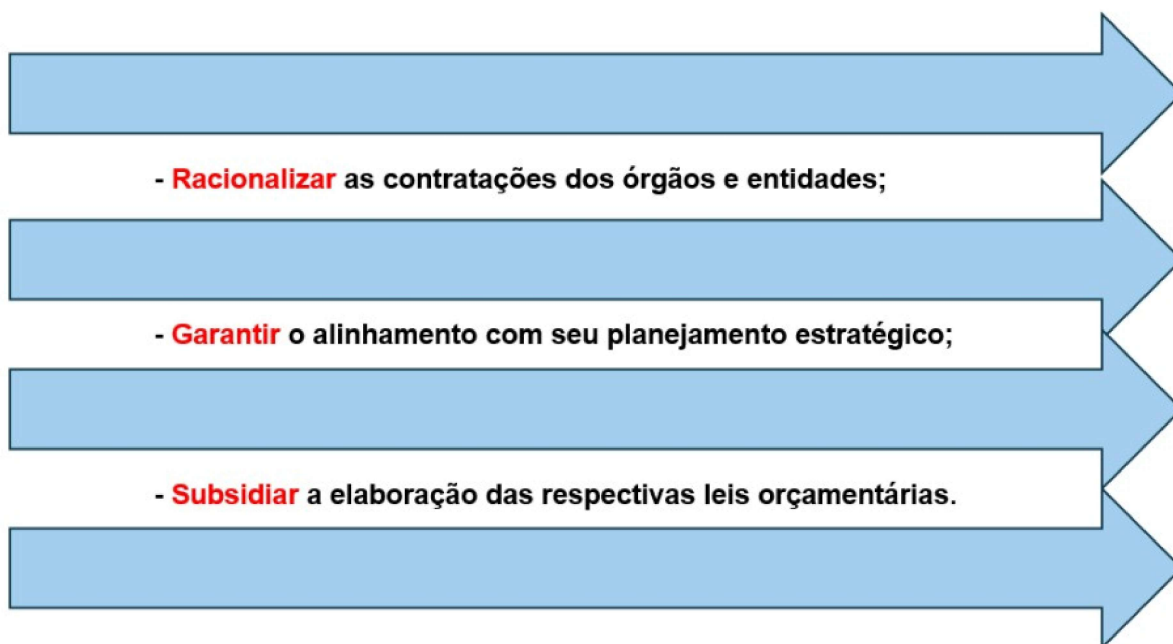 - Racionalizar as contratações dos órgãos e entidades;
- Garantir o alinhamento com seu planejamento estratégico;
- Subsidiar a elaboração das respectivas leis orçamentárias.